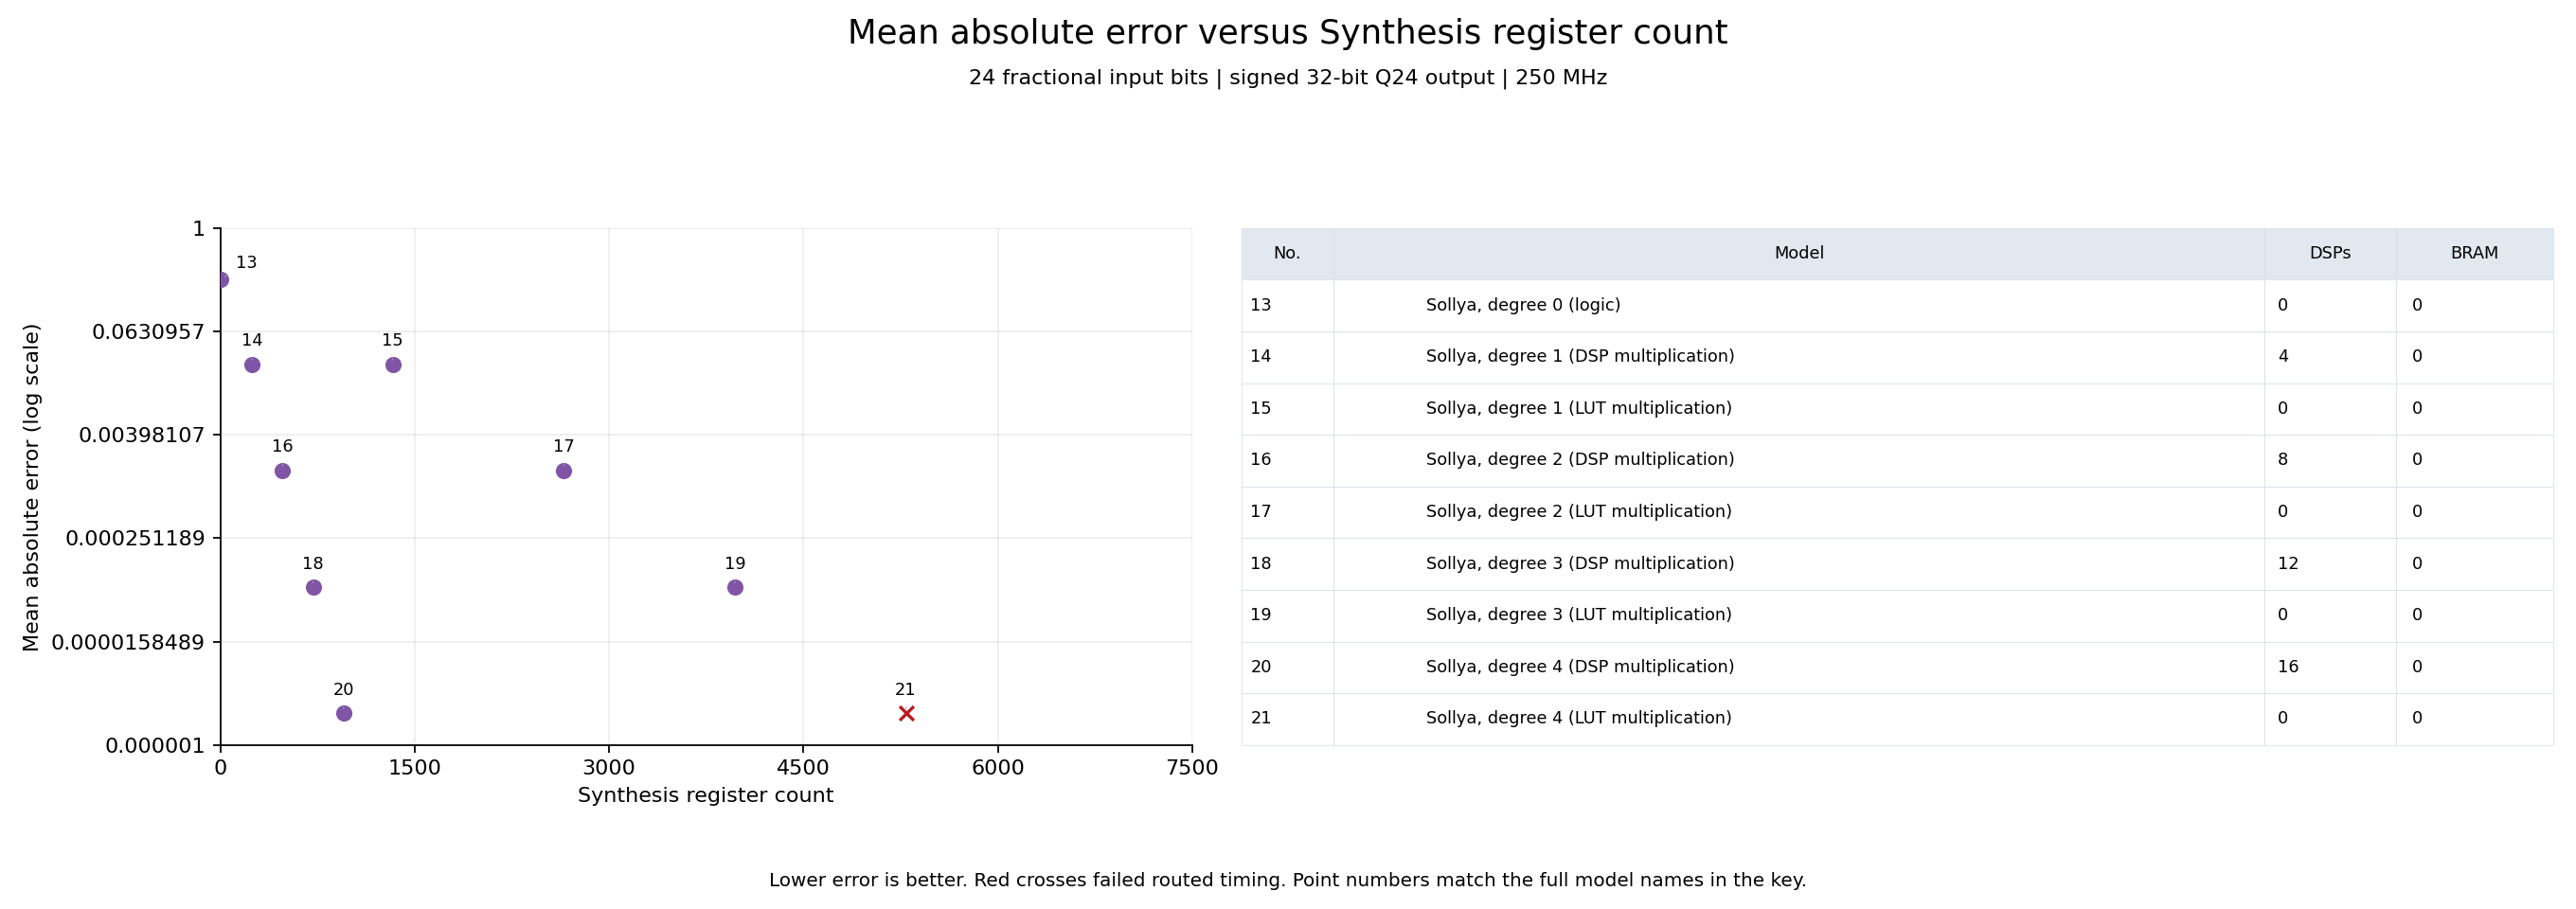 Mean absolute error versus Synthesis register count
24 fractional input bits | signed 32-bit Q24 output | 250 MHz
Mean absolute error (log scale)
1
0.0630957
0.00398107
0.000251189
0.0000158489
0.000001
13
14
15
16
17
18
19
20
21
0 1500 3000 4500 6000 7500
Synthesis register count
No. Model DSPs BRAM
13 Sollya, degree 0 (logic) 0 0
14 Sollya, degree 1 (DSP multiplication) 4 0
15 Sollya, degree 1 (LUT multiplication) 0 0
16 Sollya, degree 2 (DSP multiplication) 8 0
17 Sollya, degree 2 (LUT multiplication) 0 0
18 Sollya, degree 3 (DSP multiplication) 12 0
19 Sollya, degree 3 (LUT multiplication) 0 0
20 Sollya, degree 4 (DSP multiplication) 16 0
21 Sollya, degree 4 (LUT multiplication) 0 0
Lower error is better. Red crosses failed routed timing. Point numbers match the full model names in the key.